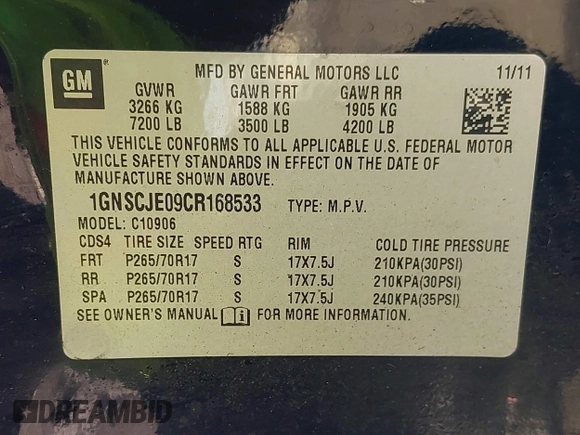 GM
MFD BY GENERAL MOTORS LLC 11/11
GVWR GAWR FRT GAWR RR
3266 KG 1588 KG 1905 KG
7200 LB 3500 LB 4200 LB
THIS VEHICLE CONFORMS TO ALL APPLICABLE U.S. FEDERAL MOTOR
VEHICLE SAFETY STANDARDS IN EFFECT ON THE DATE OF
MANUFACTURE SHOWN ABOVE.
1GNSCJE09CR168533 TYPE: M.P.V.
MODEL: C10906
CDS4 TIRE SIZE SPEED RTG RIM COLD TIRE PRESSURE
FRT P265/70R17 S 17X7.5J 210KPA(30PSI)
RR P265/70R17 S 17X7.5J 210KPA(30PSI)
SPA P265/70R17 S 17X7.5J 240KPA(35PSI)
SEE OWNER'S MANUAL FOR MORE INFORMATION.
DREAMBID